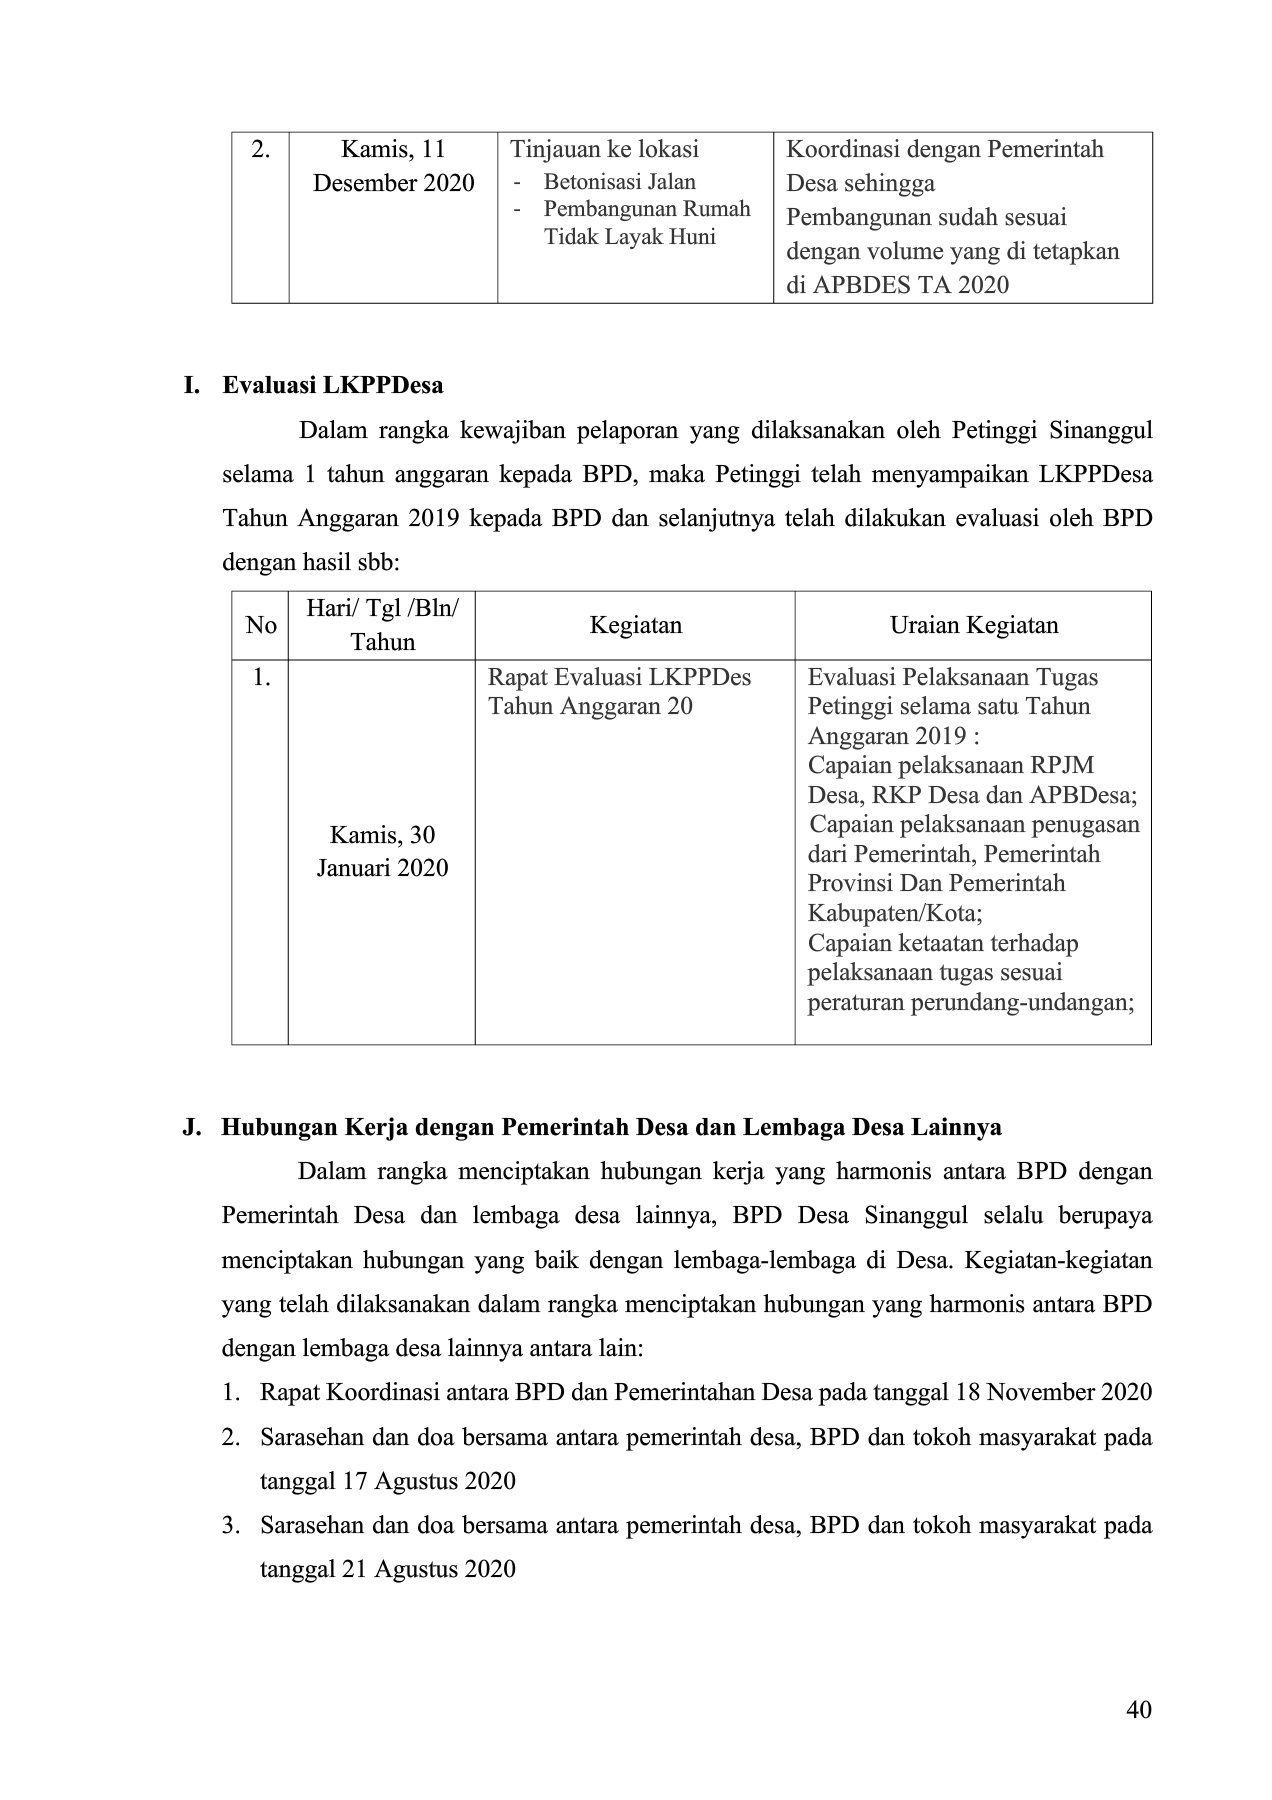 2.
Kamis, 11
Desember 2020
Tinjauan ke lokasi
- Betonisasi Jalan
- Pembangunan Rumah
Tidak Layak Huni
Koordinasi dengan Pemerintah
Desa sehingga
Pembangunan sudah sesuai
dengan volume yang di tetapkan
di APBDES TA 2020
I. Evaluasi LKPPDesa
Dalam rangka kewajiban pelaporan yang dilaksanakan oleh Petinggi Sinanggul
selama 1 tahun anggaran kepada BPD, maka Petinggi telah menyampaikan LKPPDesa
Tahun Anggaran 2019 kepada BPD dan selanjutnya telah dilakukan evaluasi oleh BPD
dengan hasil sbb:
No
Hari/ Tgl /Bln/
Tahun
Kegiatan
Uraian Kegiatan
1.
Kamis, 30
Januari 2020
Rapat Evaluasi LKPPDes
Tahun Anggaran 20
Evaluasi Pelaksanaan Tugas
Petinggi selama satu Tahun
Anggaran 2019 :
Capaian pelaksanaan RPJM
Desa, RKP Desa dan APBDesa;
Capaian pelaksanaan penugasan
dari Pemerintah, Pemerintah
Provinsi Dan Pemerintah
Kabupaten/Kota;
Capaian ketaatan terhadap
pelaksanaan tugas sesuai
peraturan perundang-undangan;
J. Hubungan Kerja dengan Pemerintah Desa dan Lembaga Desa Lainnya
Dalam rangka menciptakan hubungan kerja yang harmonis antara BPD dengan
Pemerintah Desa dan lembaga desa lainnya, BPD Desa Sinanggul selalu berupaya
menciptakan hubungan yang baik dengan lembaga-lembaga di Desa. Kegiatan-kegiatan
yang telah dilaksanakan dalam rangka menciptakan hubungan yang harmonis antara BPD
dengan lembaga desa lainnya antara lain:
1. Rapat Koordinasi antara BPD dan Pemerintahan Desa pada tanggal 18 November 2020
2. Sarasehan dan doa bersama antara pemerintah desa, BPD dan tokoh masyarakat pada
tanggal 17 Agustus 2020
3. Sarasehan dan doa bersama antara pemerintah desa, BPD dan tokoh masyarakat pada
tanggal 21 Agustus 2020
40